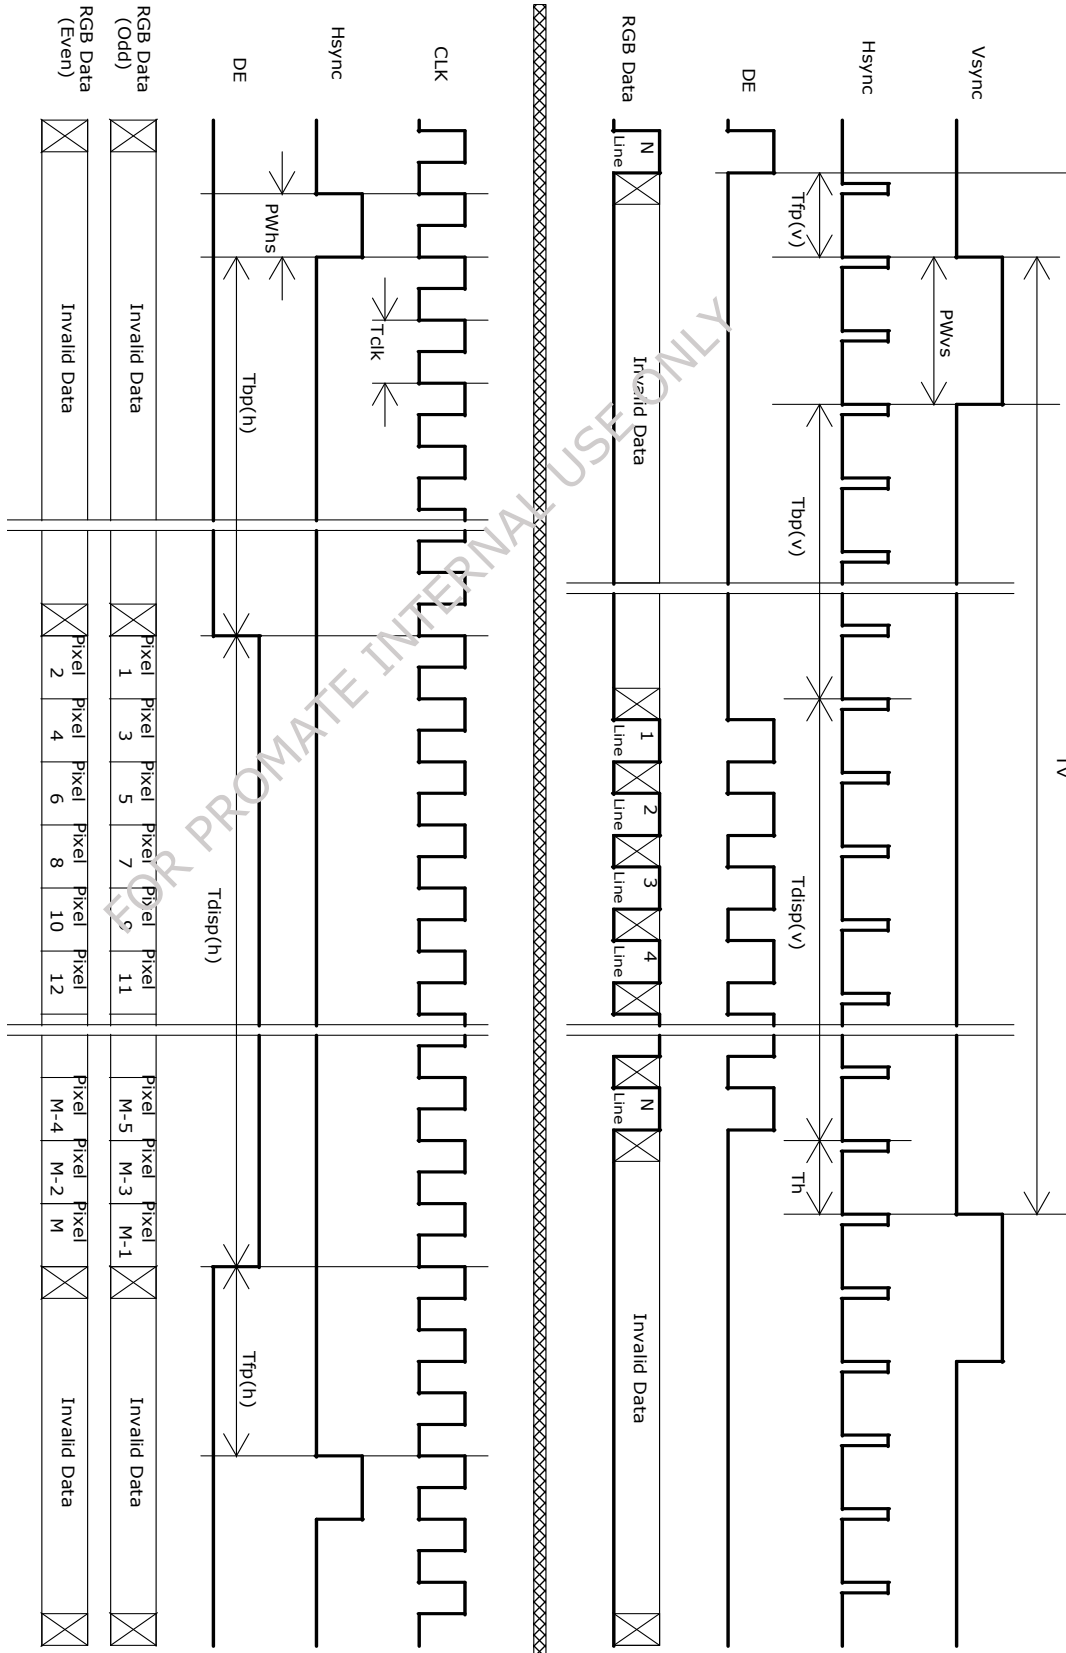 Vsync
Tv
PWvs
Hsync
Tfp(v)
Tbp(v)
Tdisp(v)
Th
DE
RGB Data
Line N
Invalid Data
Line 1
Line 2
Line 3
Line 4
Line N
Invalid Data
CLK
Tclk
Hsync
PWhs
DE
Tbp(h)
Tdisp(h)
Tfp(h)
RGB Data
(Odd)
Invalid Data
Pixel 1
Pixel 3
Pixel 5
Pixel 7
Pixel 9
Pixel 11
Pixel M-5
Pixel M-3
Pixel M-1
Invalid Data
RGB Data
(Even)
Invalid Data
Pixel 2
Pixel 4
Pixel 6
Pixel 8
Pixel 10
Pixel 12
Pixel M-4
Pixel M-2
Pixel M
Invalid Data
FOR PROMATE INTERNAL USE ONLY